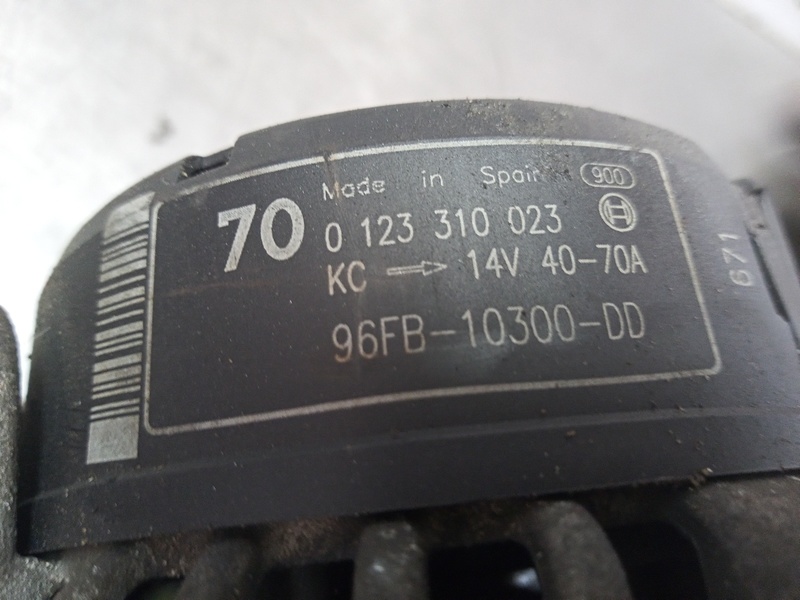 Made in Spain 900
70 0 123 310 023
KC → 14V 40-70A
96FB-10300-DD
671